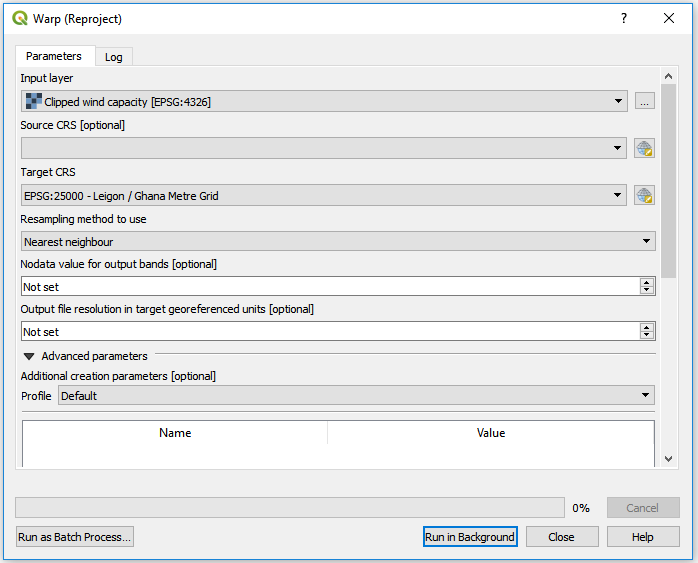 Warp (Reproject)
?
Parameters Log
Input layer
Clipped wind capacity [EPSG:4326]
...
Source CRS [optional]
Target CRS
EPSG:25000 - Leigon / Ghana Metre Grid
Resampling method to use
Nearest neighbour
Nodata value for output bands [optional]
Not set
Output file resolution in target georeferenced units [optional]
Not set
Advanced parameters
Additional creation parameters [optional]
Profile Default
Name Value
0% Cancel
Run as Batch Process... Run in Background Close Help